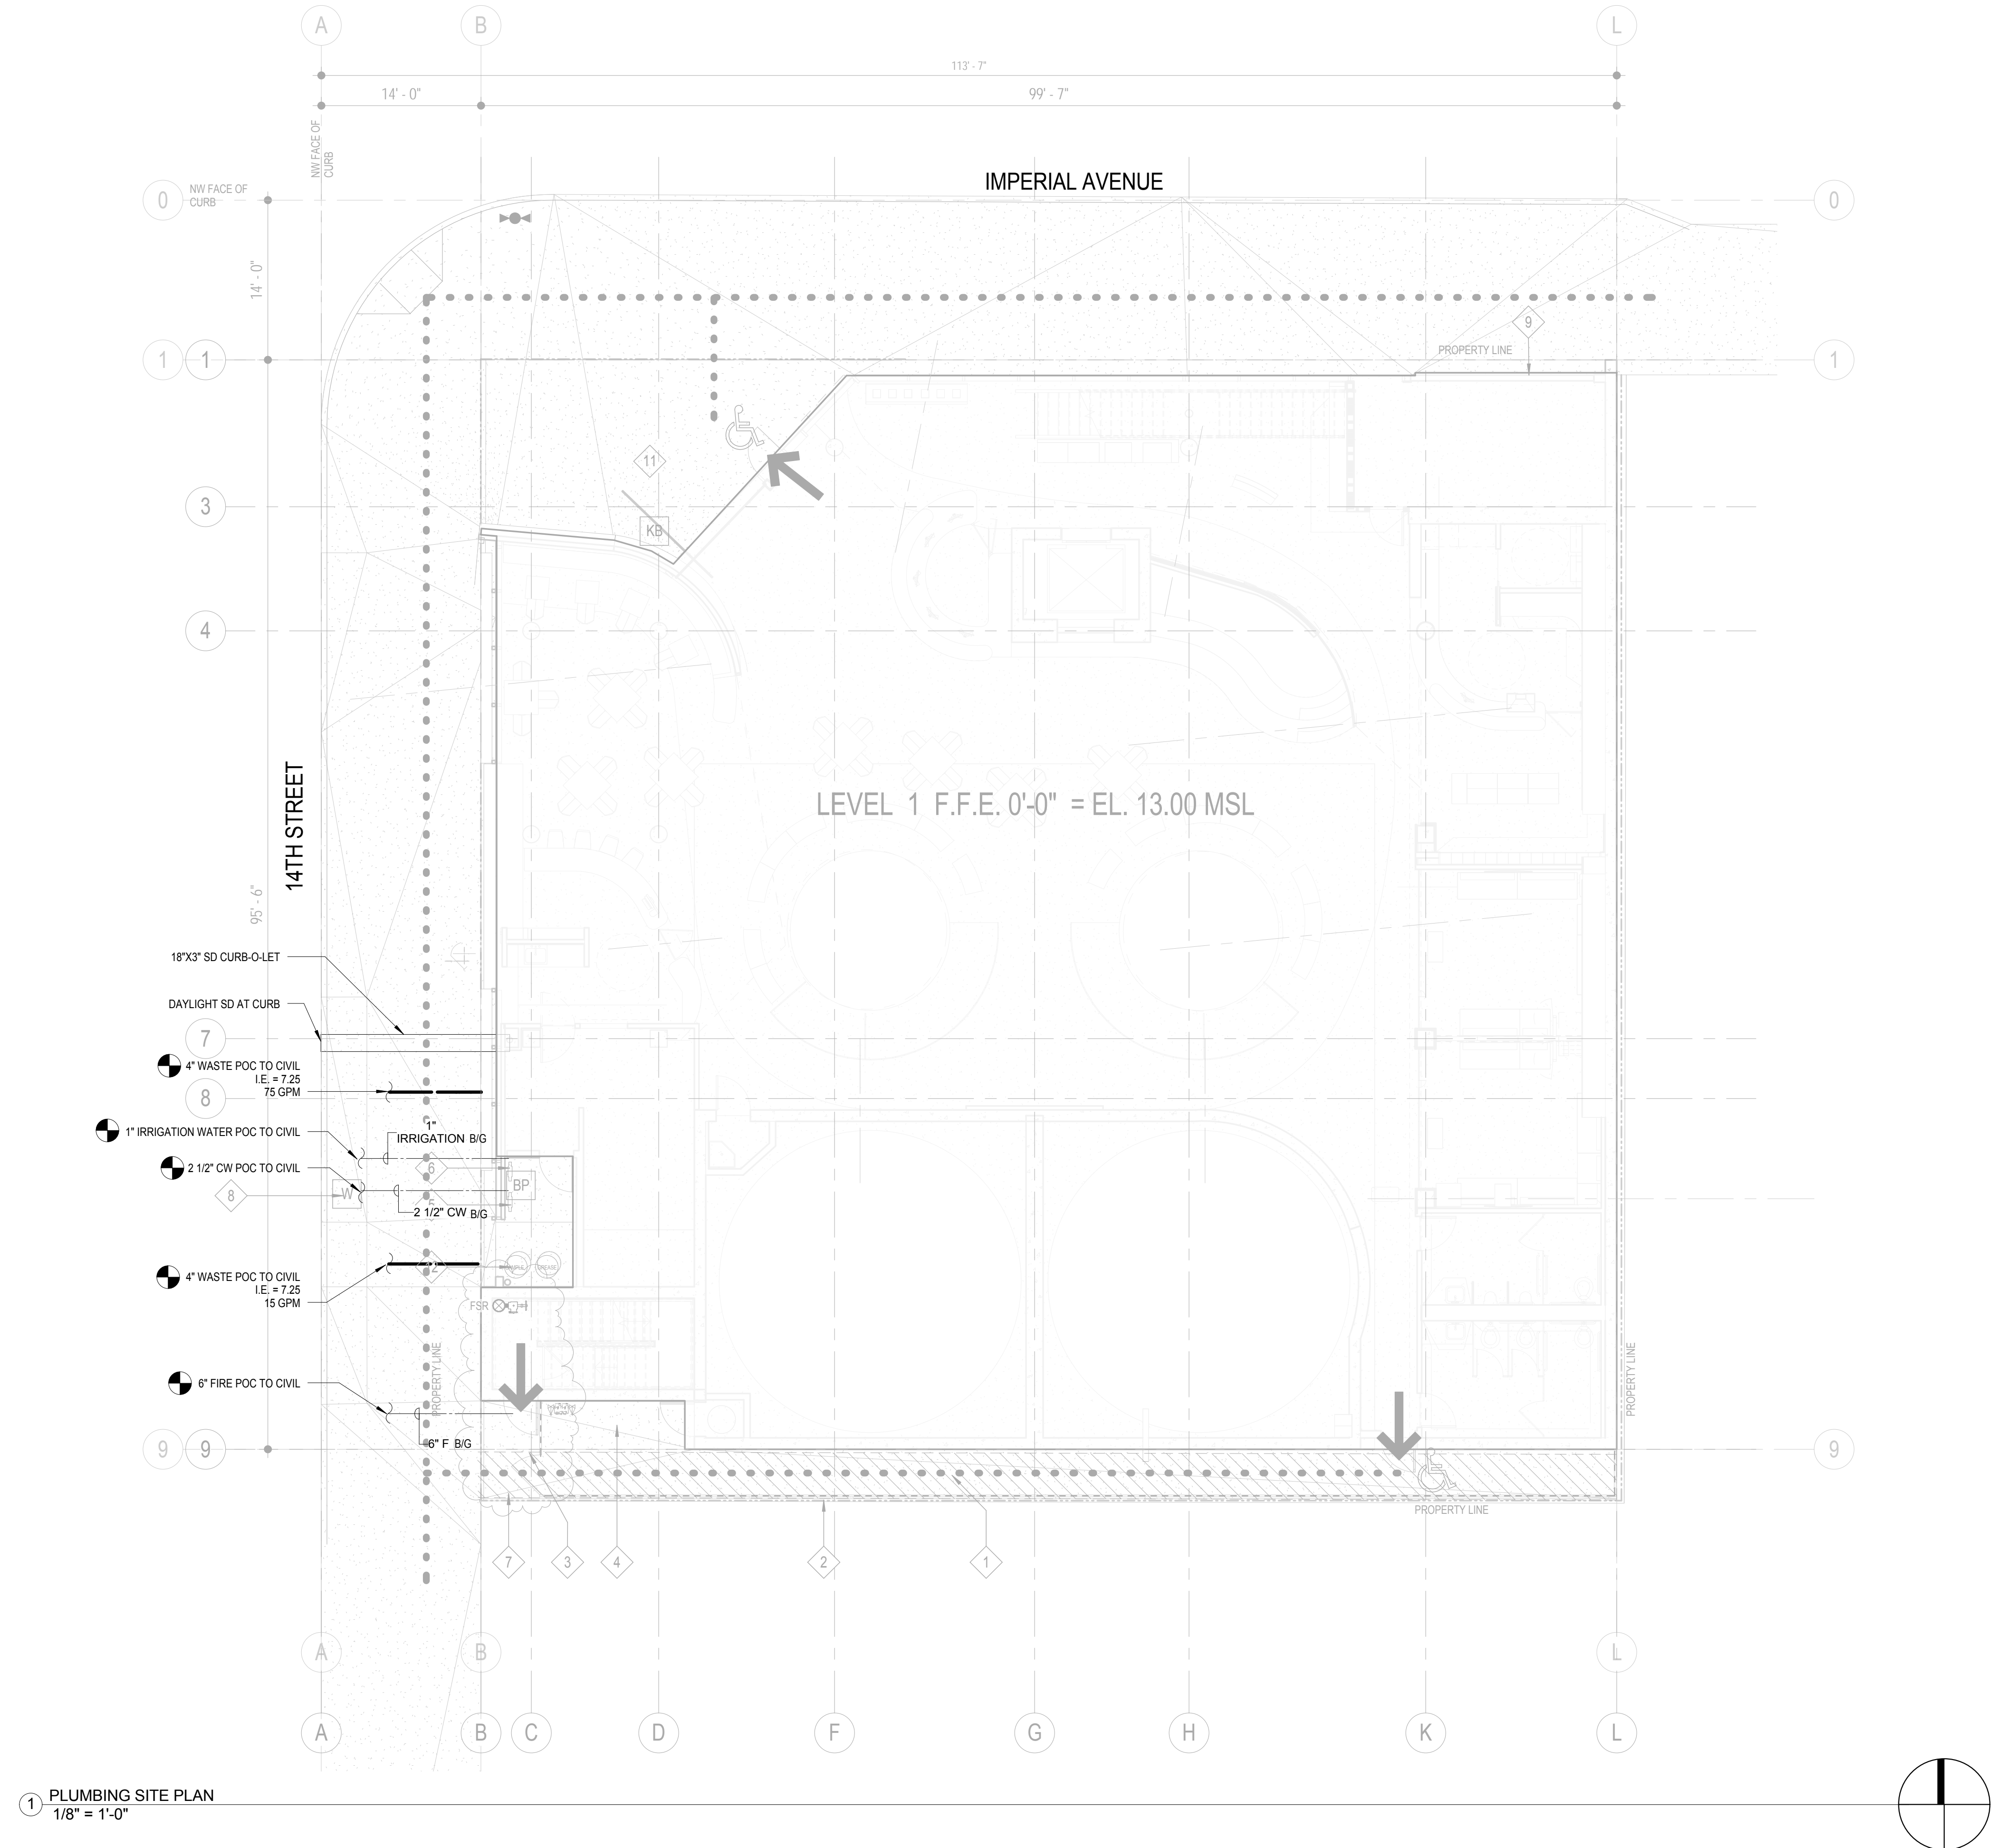 A
B
L
113' - 7"
14' - 0"
99' - 7"
NW FACE OF
CURB
IMPERIAL AVENUE
0
NW FACE OF
CURB
0
14' - 0"
9
PROPERTY LINE
1
1
1
11
3
KB
4
LEVEL 1 F.F.E. 0'-0" = EL. 13.00 MSL
14TH STREET
95' - 6"
18"X3" SD CURB-O-LET
DAYLIGHT SD AT CURB
7
4" WASTE POC TO CIVIL
I.E. = 7.25
75 GPM
8
1" IRRIGATION WATER POC TO CIVIL
1"
IRRIGATION B/G
2 1/2" CW POC TO CIVIL
6
BP
8
W
5
2 1/2" CW B/G
12
GREASE
4" WASTE POC TO CIVIL
I.E. = 7.25
15 GPM
FSR
PROPERTY LINE
PROPERTY LINE
6" FIRE POC TO CIVIL
6" F B/G
9
9
9
PROPERTY LINE
7
3
4
2
1
A
B
L
A
B
C
D
F
G
H
K
L
1
PLUMBING SITE PLAN
1/8" = 1'-0"